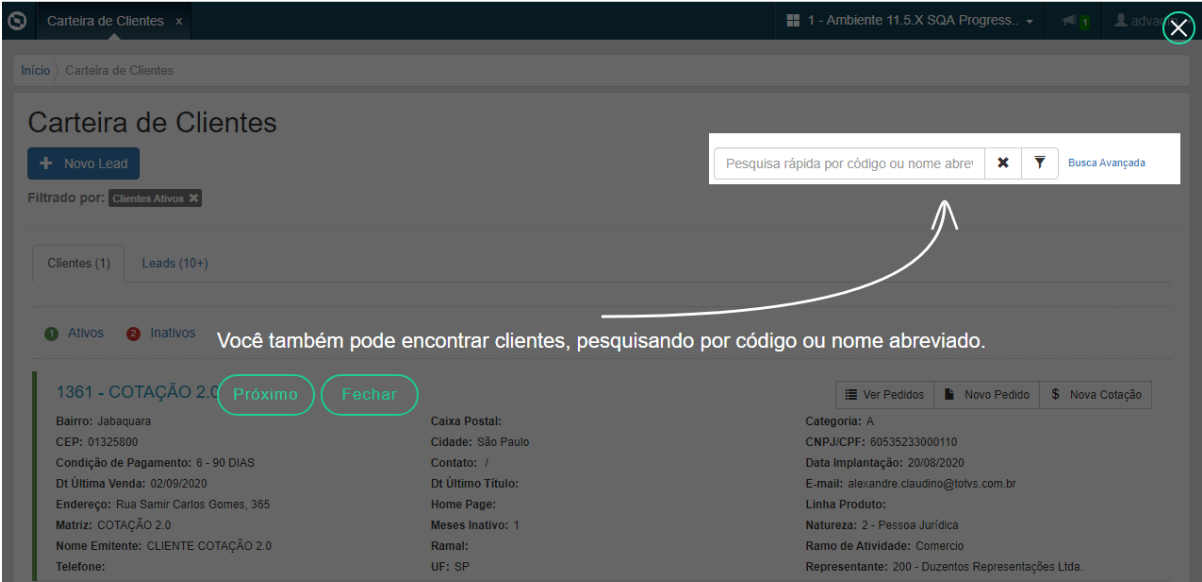 Carteira de Clientes x
1 - Ambiente 11.5.X SQA Progress..
1
Início Carteira de Clientes
Carteira de Clientes
Novo Lead
Pesquisa rápida por código ou nome abrev
Busca Avançada
Filtrado por: Clientes Ativos
Clientes (1) Leads (10+)
1 Ativos 2 Inativos
Você também pode encontrar clientes, pesquisando por código ou nome abreviado.
1361 - COTAÇÃO 2.0
Próximo Fechar
Ver Pedidos Novo Pedido $ Nova Cotação
Bairro: Jabaquara Caixa Postal: Categoria: A
CEP: 01325800 Cidade: São Paulo CNPJ/CPF: 60535233000110
Condição de Pagamento: 6 - 90 DIAS Contato: / Data Implantação: 20/08/2020
Dt Última Venda: 02/09/2020 Dt Último Título: E-mail: alexandre.claudino@totvs.com.br
Endereço: Rua Samir Carlos Gomes, 365 Home Page: Linha Produto:
Matriz: COTAÇÃO 2.0 Meses Inativo: 1 Natureza: 2 - Pessoa Jurídica
Nome Emitente: CLIENTE COTAÇÃO 2.0 Ramal: Ramo de Atividade: Comercio
Telefone: UF: SP Representante: 200 - Duzentos Representações Ltda.